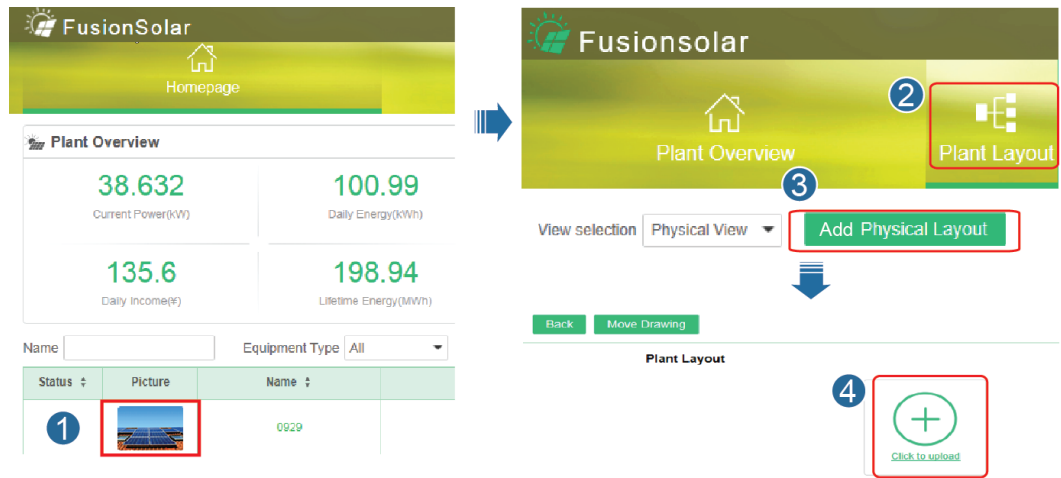 FusionSolar
Homepage
Plant Overview
38.632
100.99
Current Power(kW)
Daily Energy(kWh)
135.6
198.94
Daily Income(¥)
Lifetime Energy(MWh)
Name
Equipment Type All
Status Picture Name
1
0929
Fusionsolar
2
Plant Overview
Plant Layout
3
View selection Physical View
Add Physical Layout
Back
Move Drawing
Plant Layout
4
Click to upload